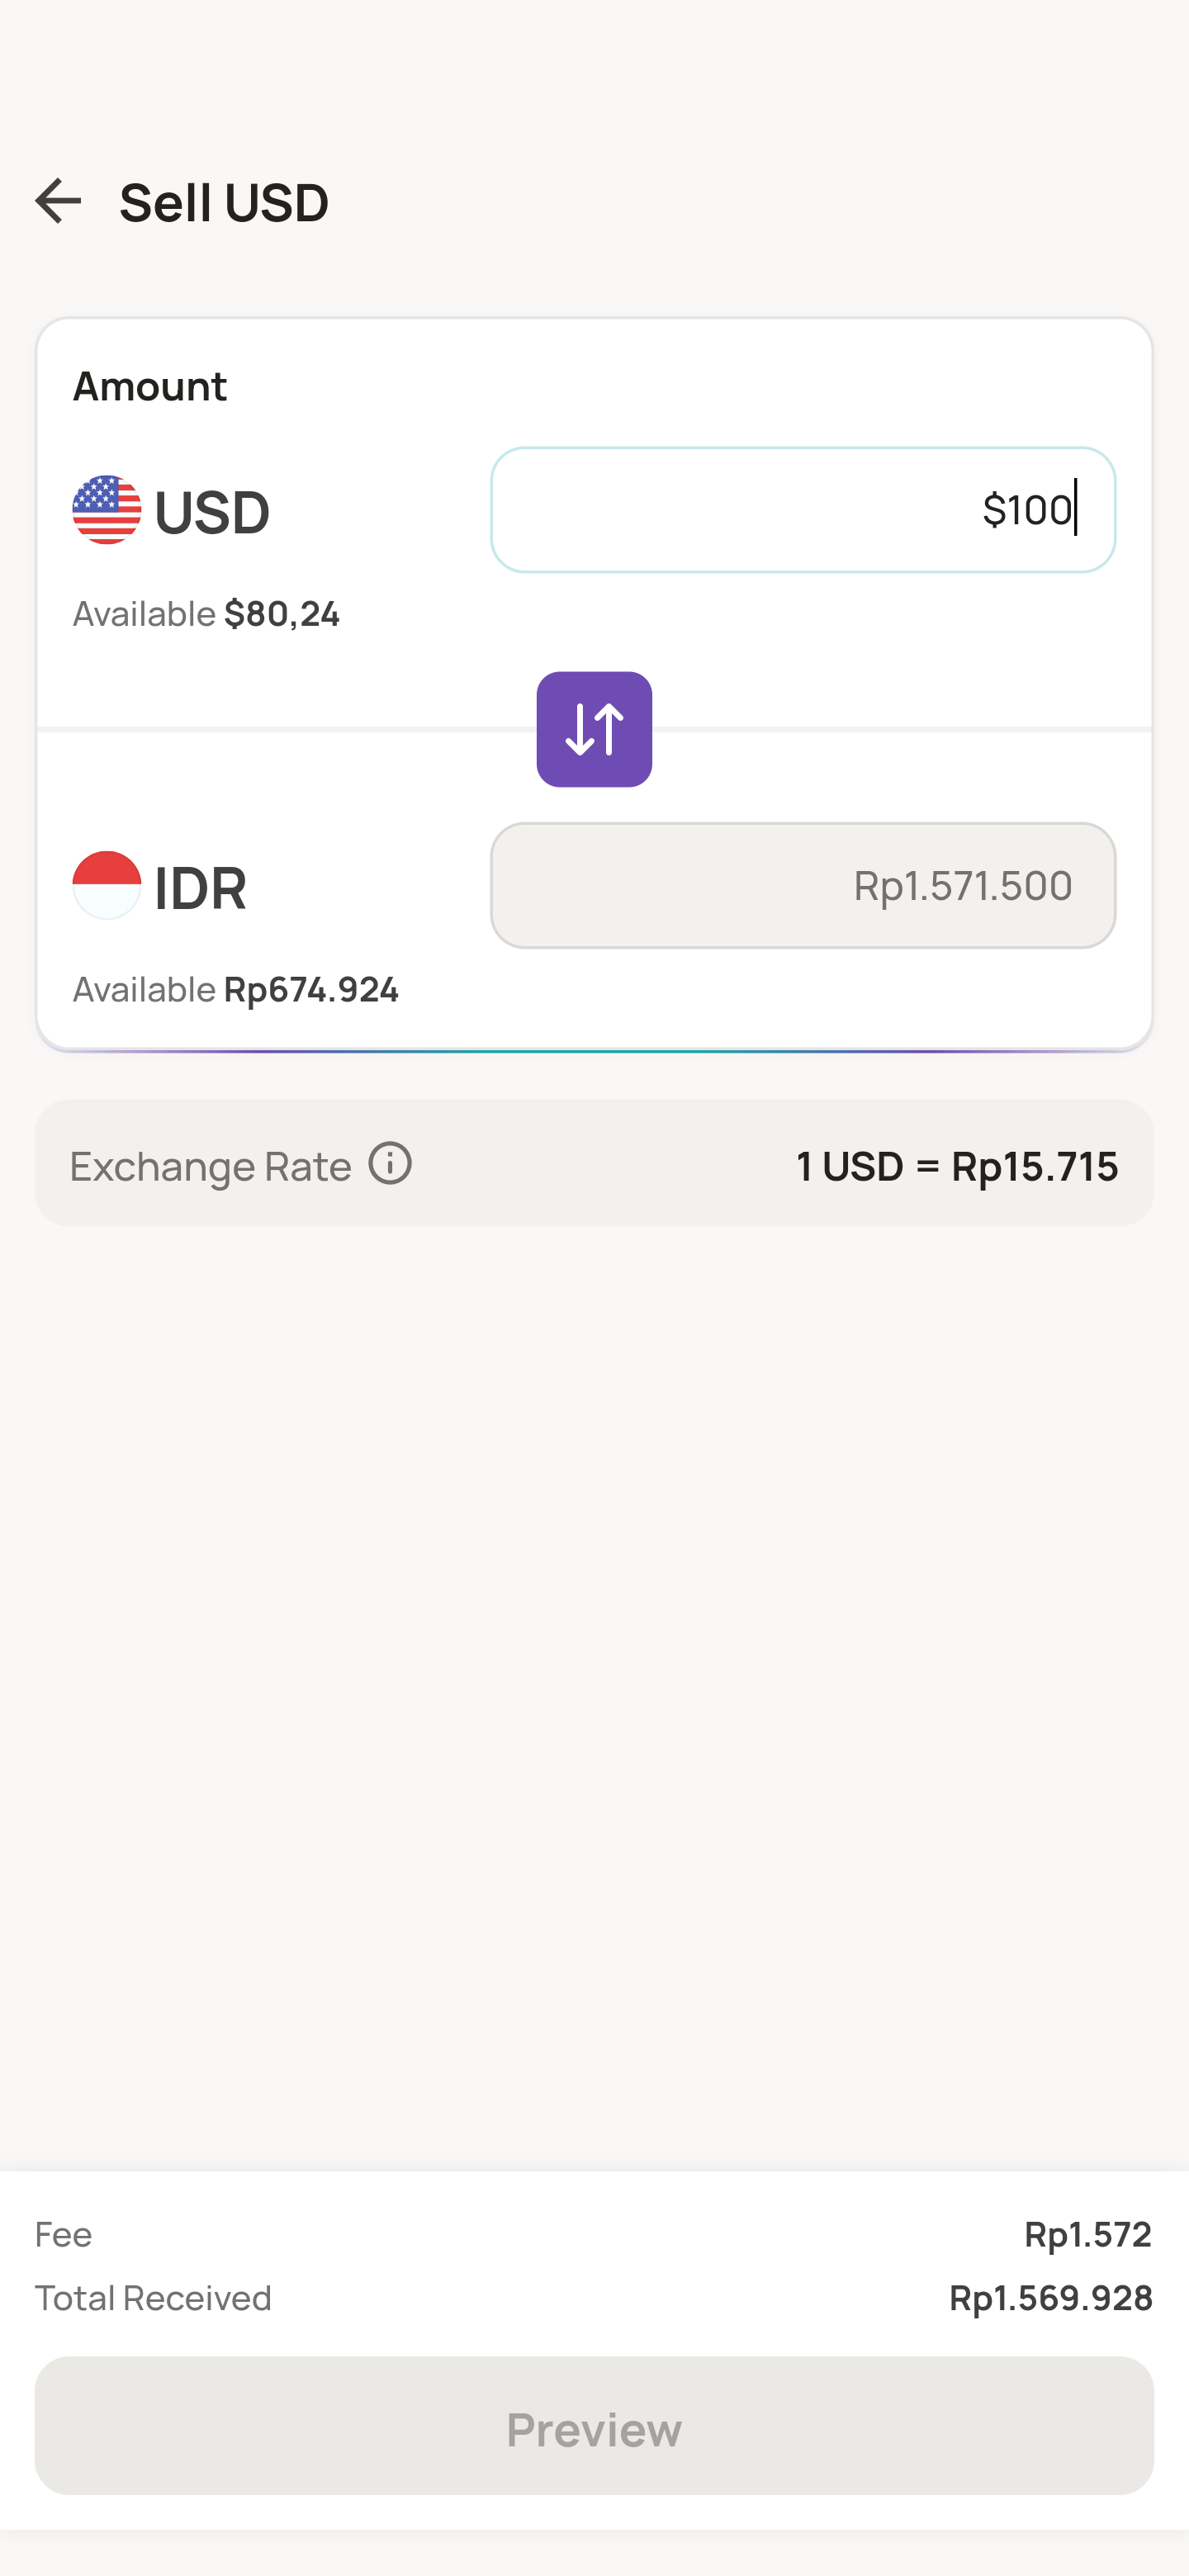 Sell USD
Amount
USD
$100
Available $80,24
IDR
Rp1.571.500
Available Rp674.924
Exchange Rate
1 USD = Rp15.715
Fee
Rp1.572
Total Received
Rp1.569.928
Preview